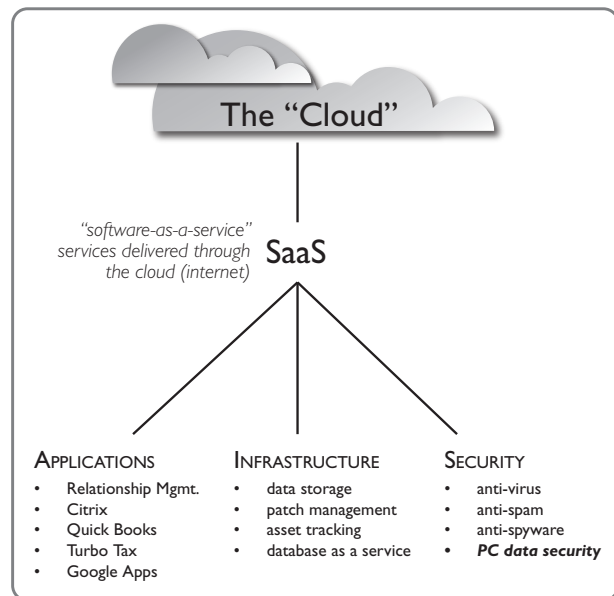 The “Cloud”
“software-as-a-service”
services delivered through
the cloud (internet)
SaaS
APPLICATIONS
• Relationship Mgmt.
• Citrix
• Quick Books
• Turbo Tax
• Google Apps
INFRASTRUCTURE
• data storage
• patch management
• asset tracking
• database as a service
SECURITY
• anti-virus
• anti-spam
• anti-spyware
• PC data security